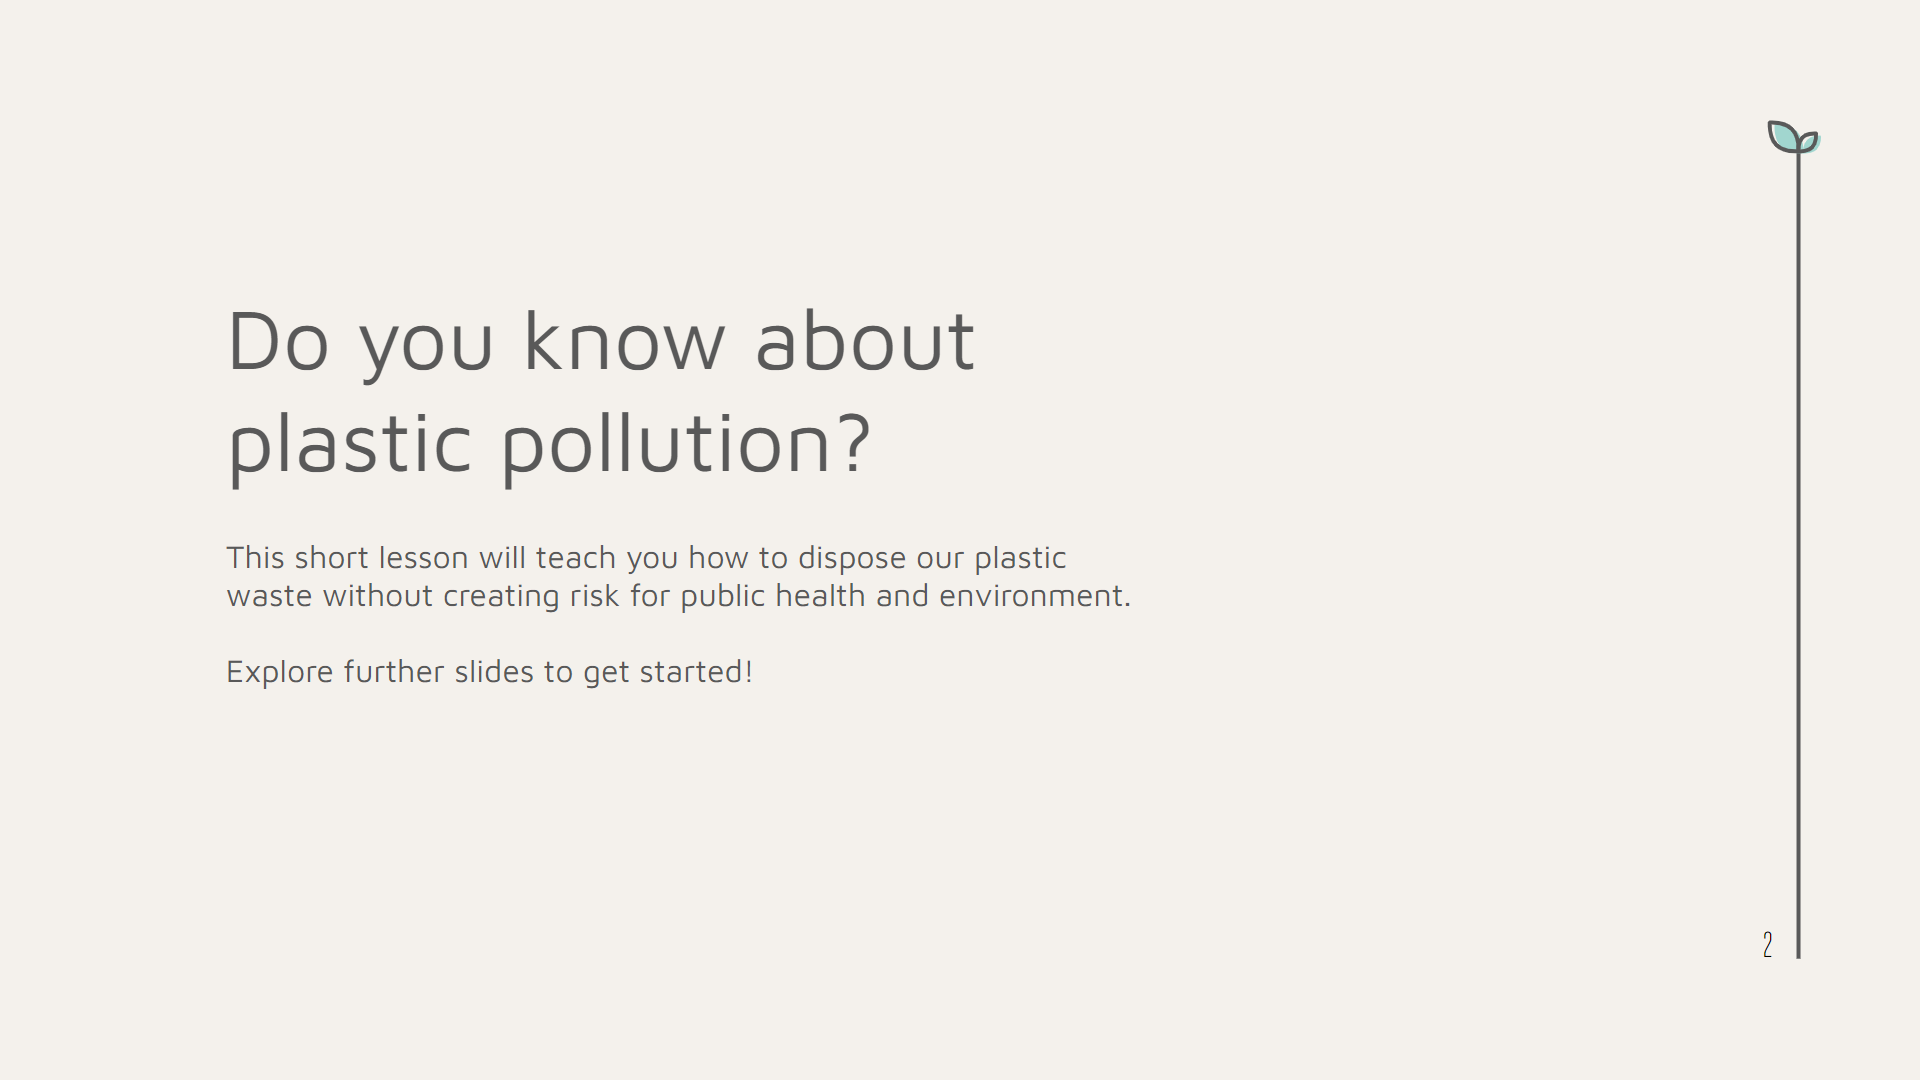 Do you know about
plastic pollution?
This short lesson will teach you how to dispose our plastic
waste without creating risk for public health and environment.
Explore further slides to get started!
2